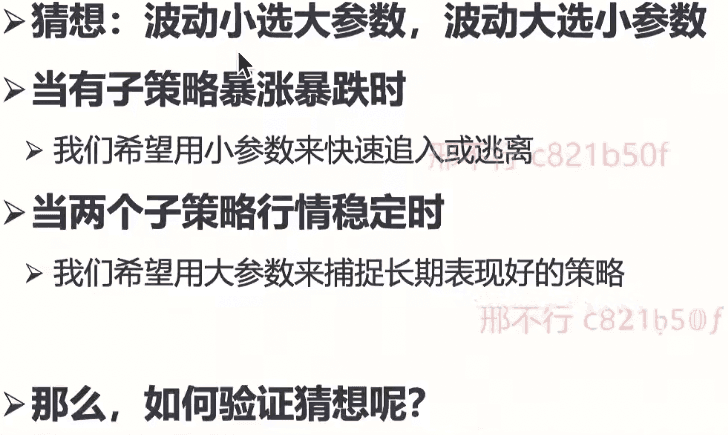 ➢猜想：波动小选大参数，波动大选小参数
➢当有子策略暴涨暴跌时
➢ 我们希望用小参数来快速追入或逃离
邢不行 c821b50f
➢当两个子策略行情稳定时
➢ 我们希望用大参数来捕捉长期表现好的策略
邢不行 c821b50f
➢那么，如何验证猜想呢？